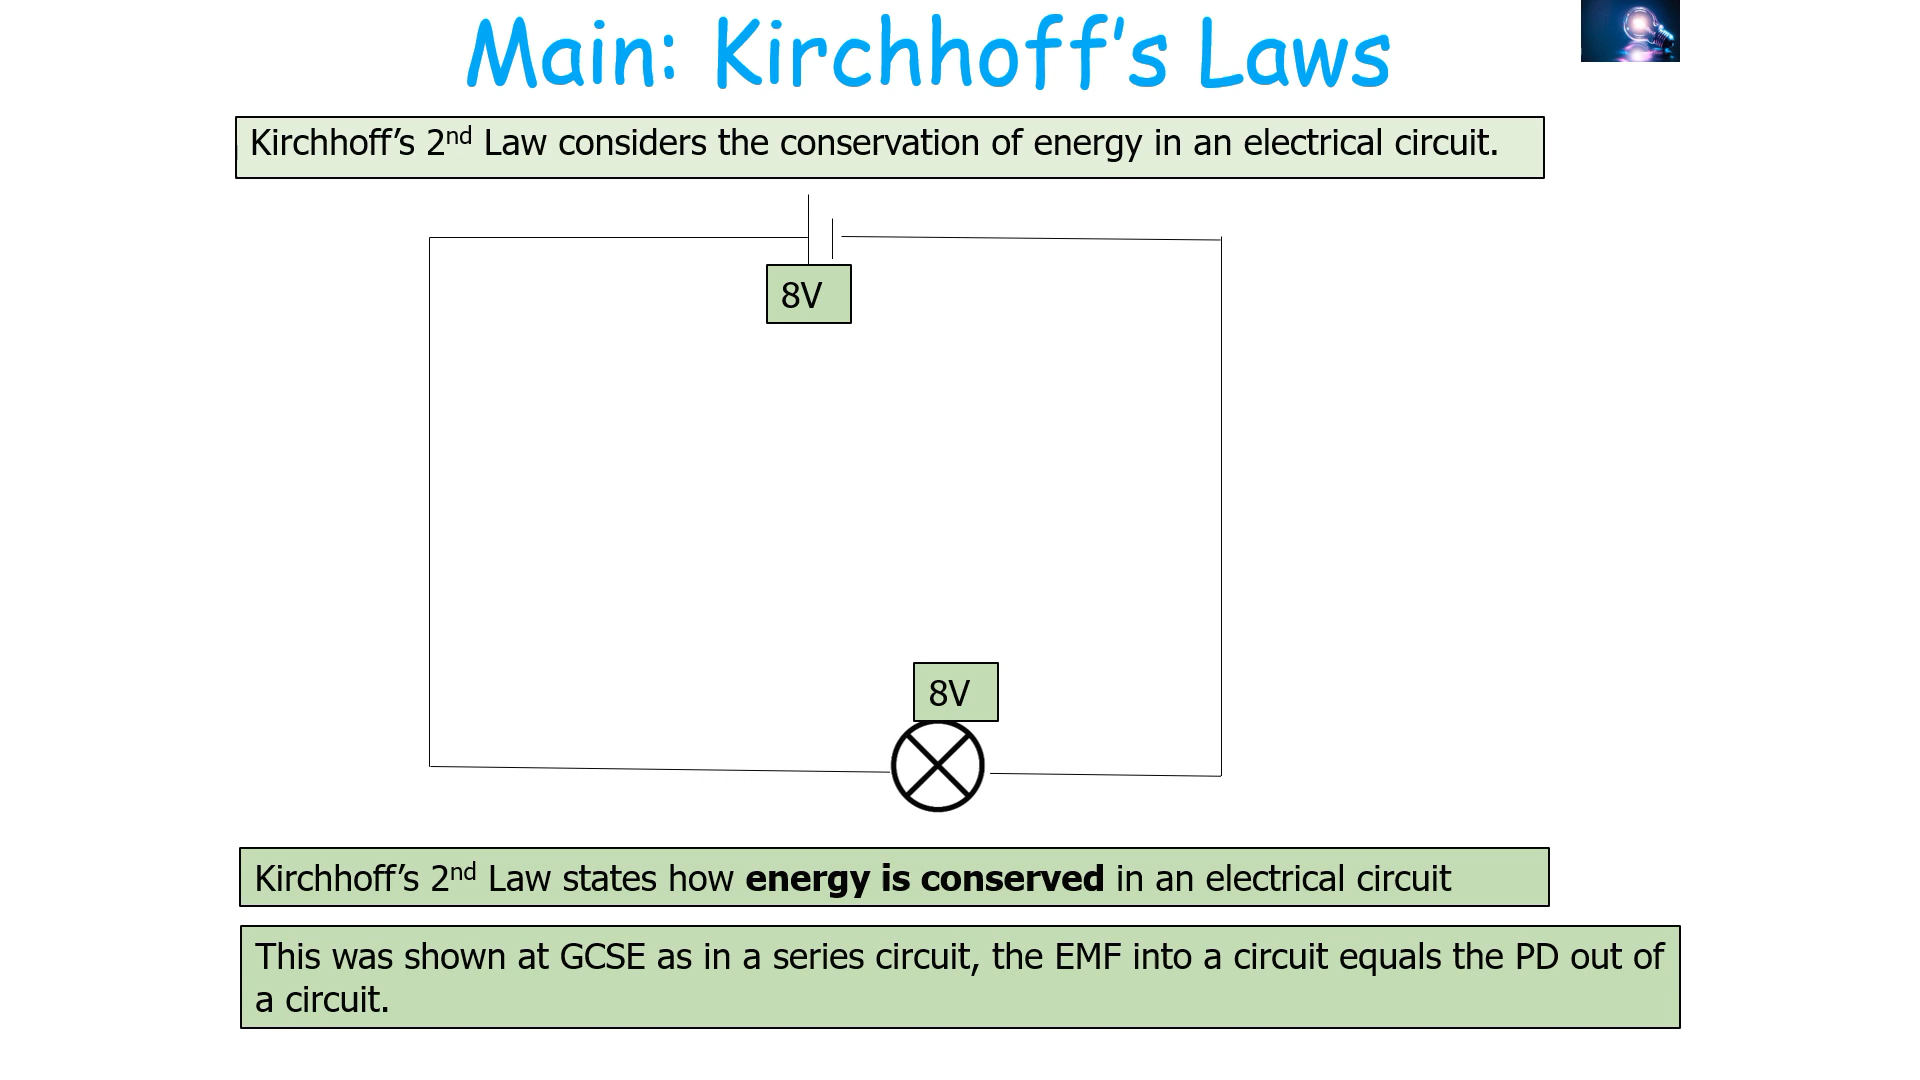 Main: Kirchhoff's Laws
Kirchhoff's 2nd Law considers the conservation of energy in an electrical circuit.
8V
8V
Kirchhoff's 2nd Law states how energy is conserved in an electrical circuit
This was shown at GCSE as in a series circuit, the EMF into a circuit equals the PD out of
a circuit.